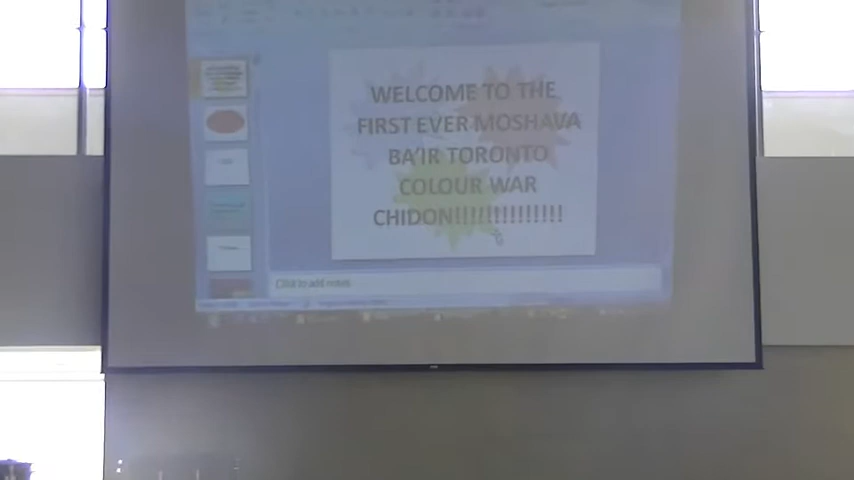 WELCOME TO THE
FIRST EVER MOSHAVA
BA'IR TORONTO
COLOUR WAR
CHIDON!!!!!!!!!!!!!!!
Click to add notes